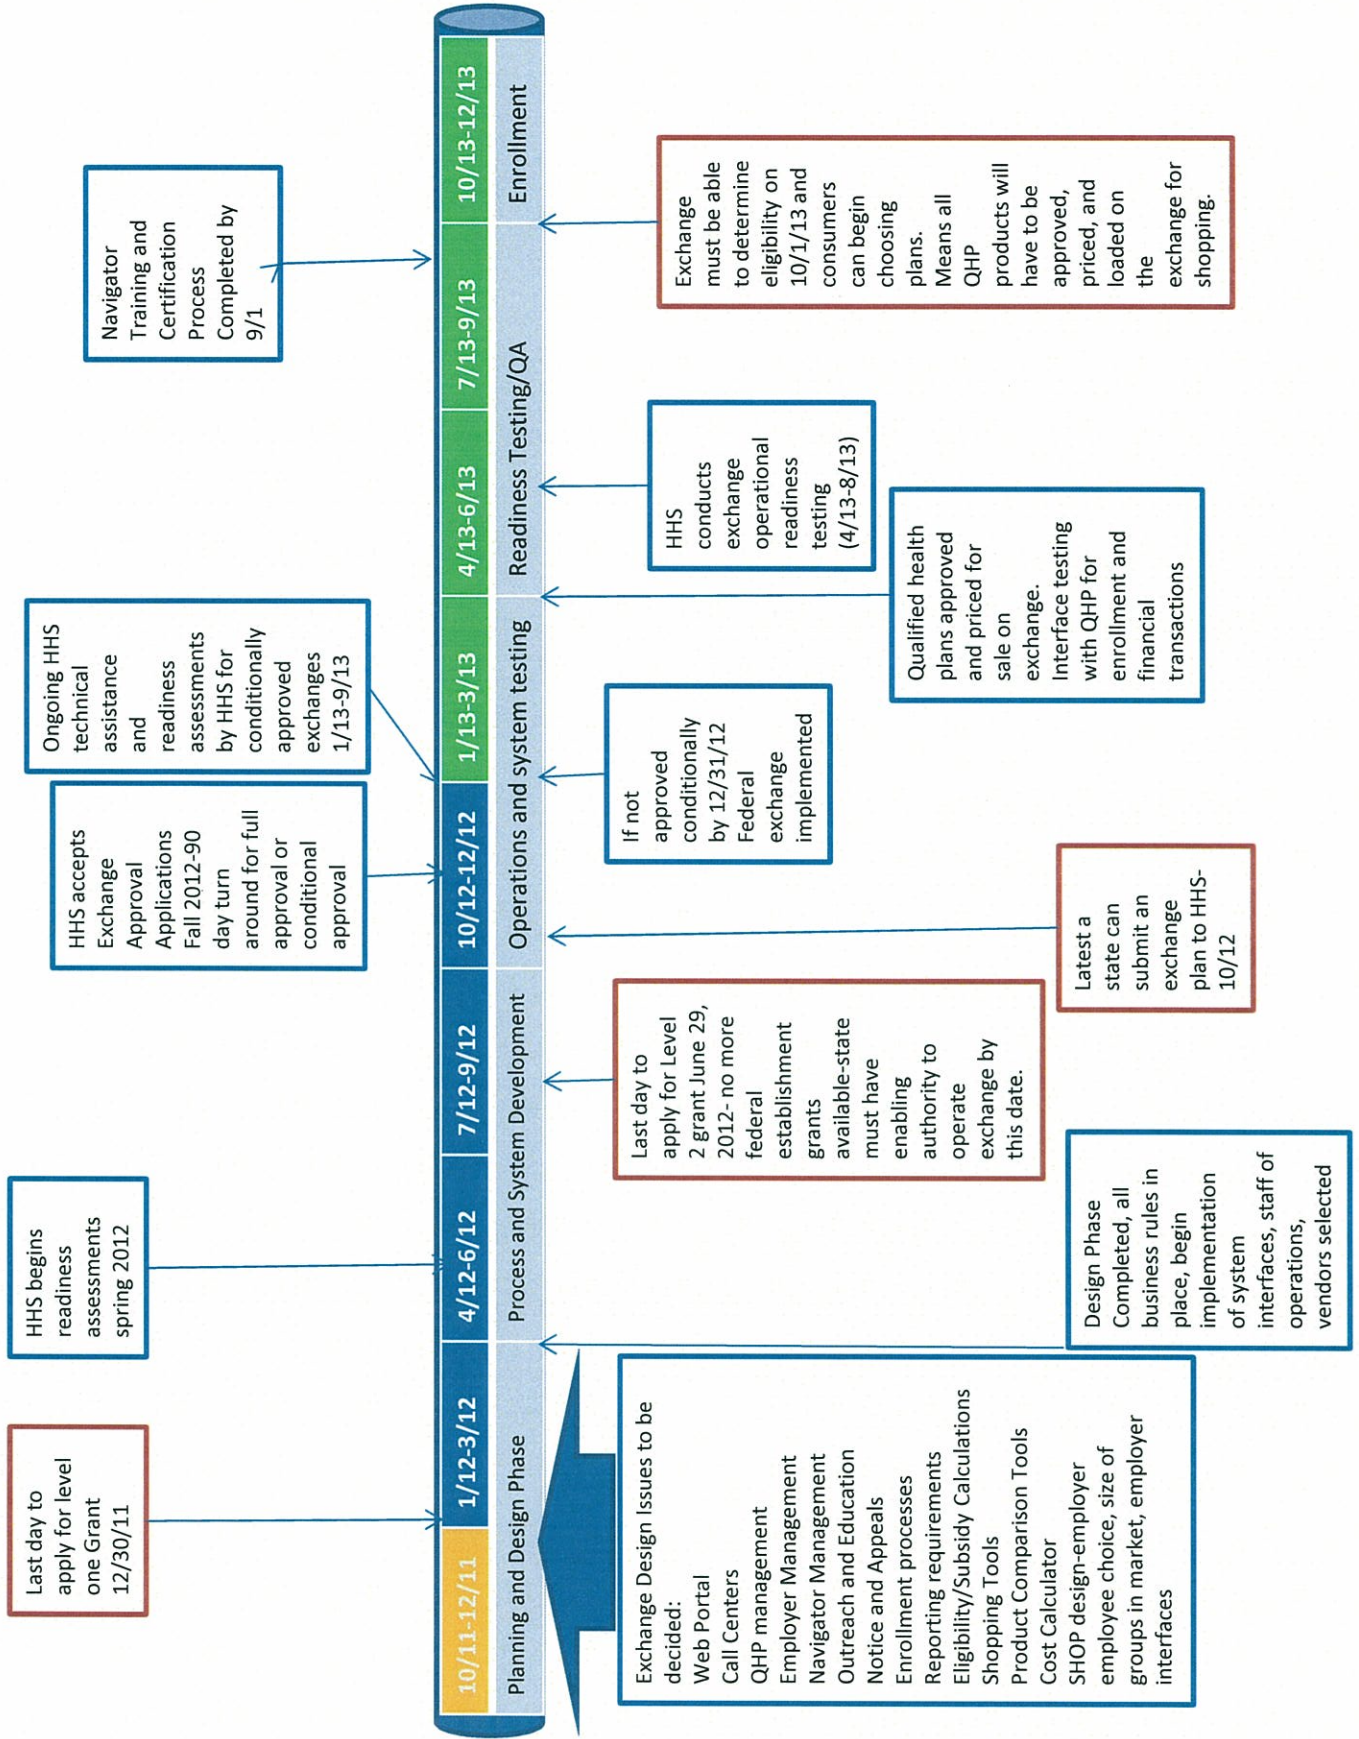 Last day to
apply for level
one Grant
12/30/11
HHS begins
readiness
assessments
spring 2012
HHS accepts
Exchange
Approval
Applications
Fall 2012-90
day turn
around for full
approval or
conditional
approval
Ongoing HHS
technical
assistance
and
readiness
assessments
by HHS for
conditionally
approved
exchanges
1/13-9/13
Navigator
Training and
Certification
Process
Completed by
9/1
10/11-12/11
1/12-3/12
4/12-6/12
7/12-9/12
10/12-12/12
1/13-3/13
4/13-6/13
7/13-9/13
10/13-12/13
Planning and Design Phase
Process and System Development
Operations and system testing
Readiness Testing/QA
Enrollment
Exchange Design Issues to be
decided:
Web Portal
Call Centers
QHP management
Employer Management
Navigator Management
Outreach and Education
Notice and Appeals
Enrollment processes
Reporting requirements
Eligibility/Subsidy Calculations
Shopping Tools
Product Comparison Tools
Cost Calculator
SHOP design-employer
employee choice, size of
groups in market, employer
interfaces
Design Phase
Completed, all
business rules in
place, begin
implementation
of system
interfaces, staff of
operations,
vendors selected
Last day to
apply for Level
2 grant June 29,
2012- no more
federal
establishment
grants
available-state
must have
enabling
authority to
operate
exchange by
this date.
Latest a
state can
submit an
exchange
plan to HHS-
10/12
If not
approved
conditionally
by 12/31/12
Federal
exchange
implemented
Qualified health
plans approved
and priced for
sale on
exchange.
Interface testing
with QHP for
enrollment and
financial
transactions
HHS
conducts
exchange
operational
readiness
testing
(4/13-8/13)
Exchange
must be able
to determine
eligibility on
10/1/13 and
consumers
can begin
choosing
plans.
Means all
QHP
products will
have to be
approved,
priced, and
loaded on
the
exchange for
shopping.